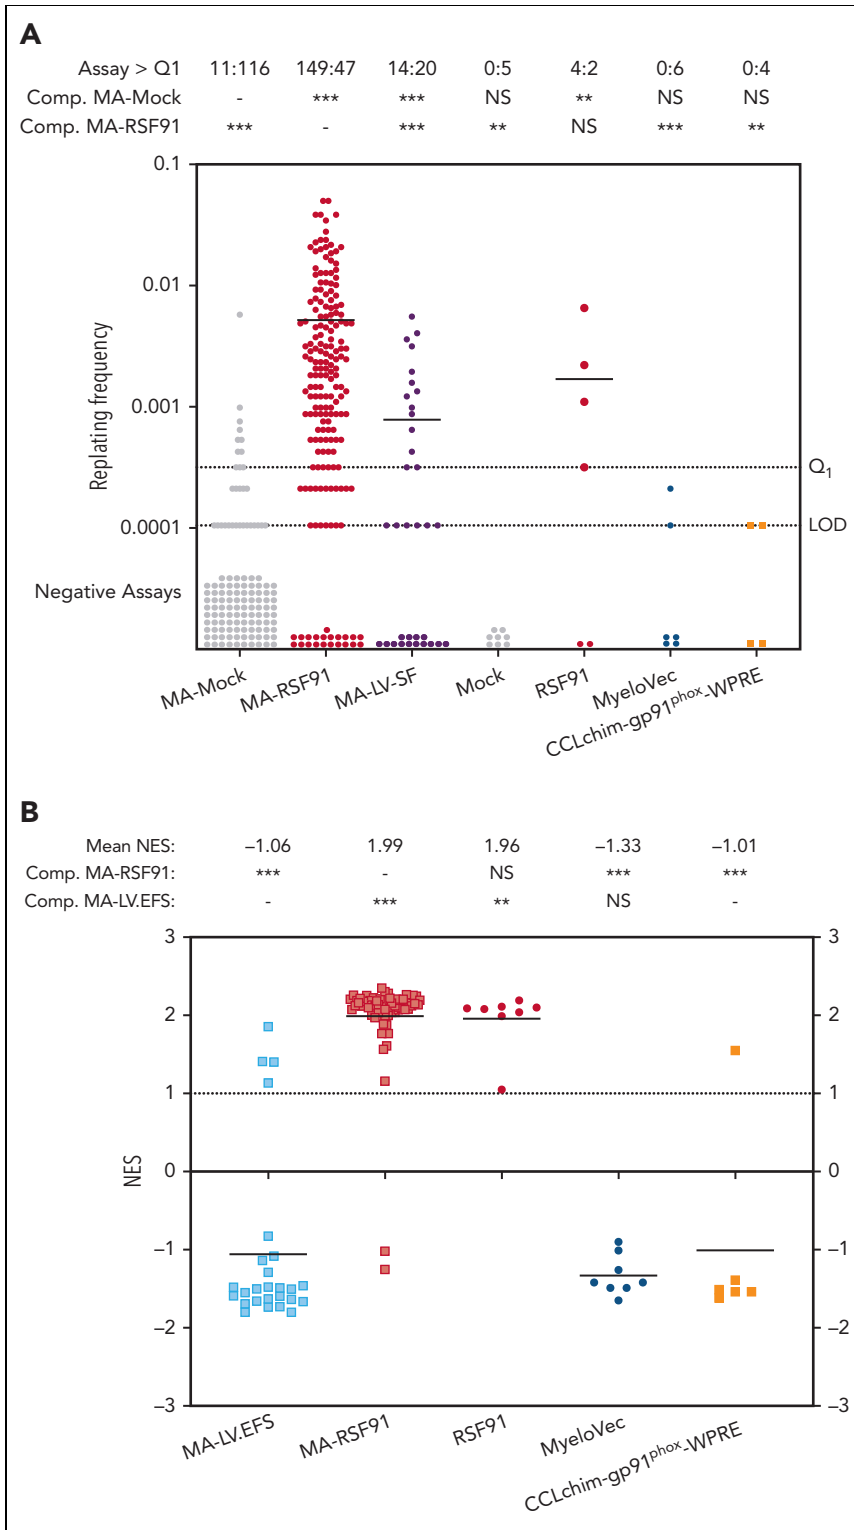 A
Assay > Q1 11:116 149:47 14:20 0:5 4:2 0:6 0:4
Comp. MA-Mock - *** *** NS ** NS NS
Comp. MA-RSF91 *** - *** ** NS *** **
0.1
0.01
0.001
0.0001
Replating frequency
Negative Assays
Q1
LOD
MA-Mock MA-RSF91 MA-LV-SF Mock RSF91 MyeloVec CCLchim-gp91phox-WPRE
B
Mean NES: –1.06 1.99 1.96 –1.33 –1.01
Comp. MA-RSF91: *** - NS *** ***
Comp. MA-LV.EFS: - *** ** NS -
3 3
2 2
1 1
0 0
–1 –1
–2 –2
–3 –3
NES
MA-LV.EFS MA-RSF91 RSF91 MyeloVec CCLchim-gp91phox-WPRE